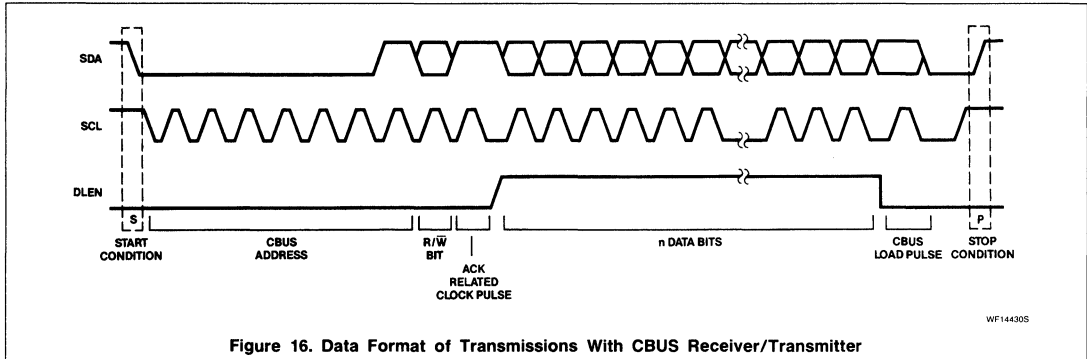 SDA
SCL
DLEN
S
P
START
CONDITION
CBUS
ADDRESS
R/W̅
BIT
ACK
RELATED
CLOCK PULSE
n DATA BITS
CBUS
LOAD PULSE
STOP
CONDITION
WF14430S
Figure 16. Data Format of Transmissions With CBUS Receiver/Transmitter